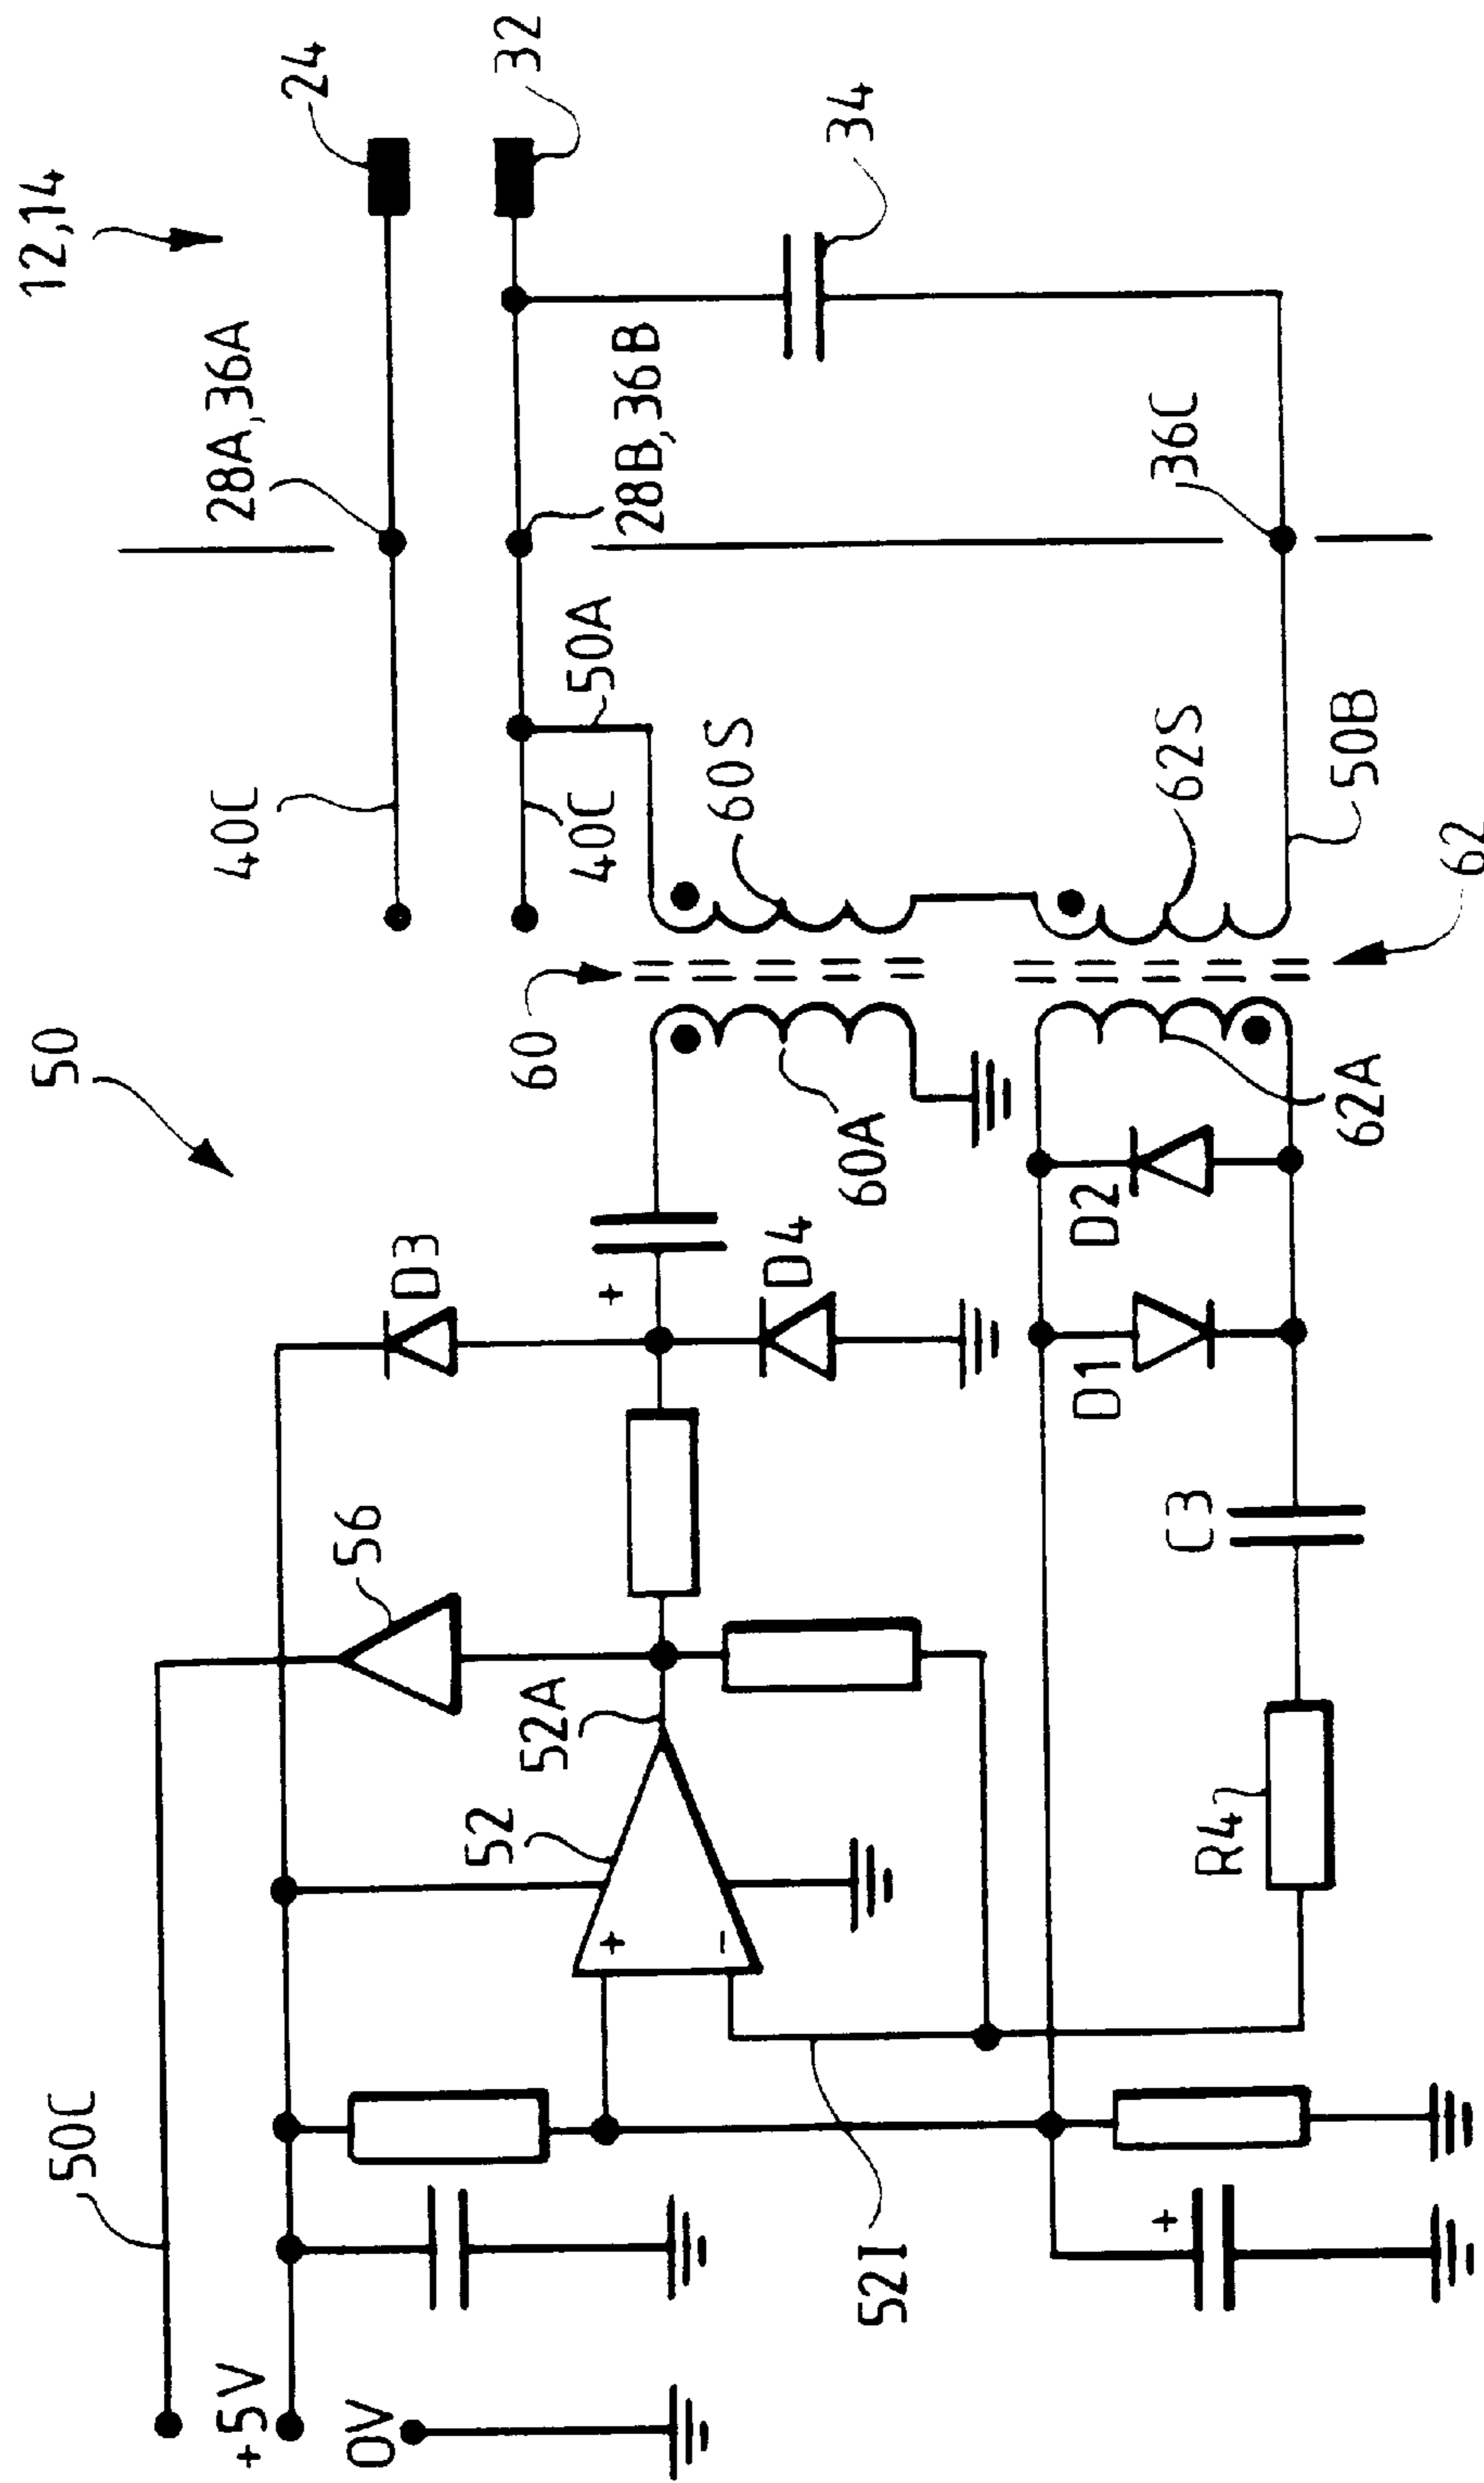 12,14
24
32
34
28A,36A
28B,36B
36C
40C
40C
50A
60S
62S
50B
62
60
50
60A
62A
D3
D4
D2
D1
56
C3
52A
52
R4
+
+
-
50C
52I
+
+5V
0V